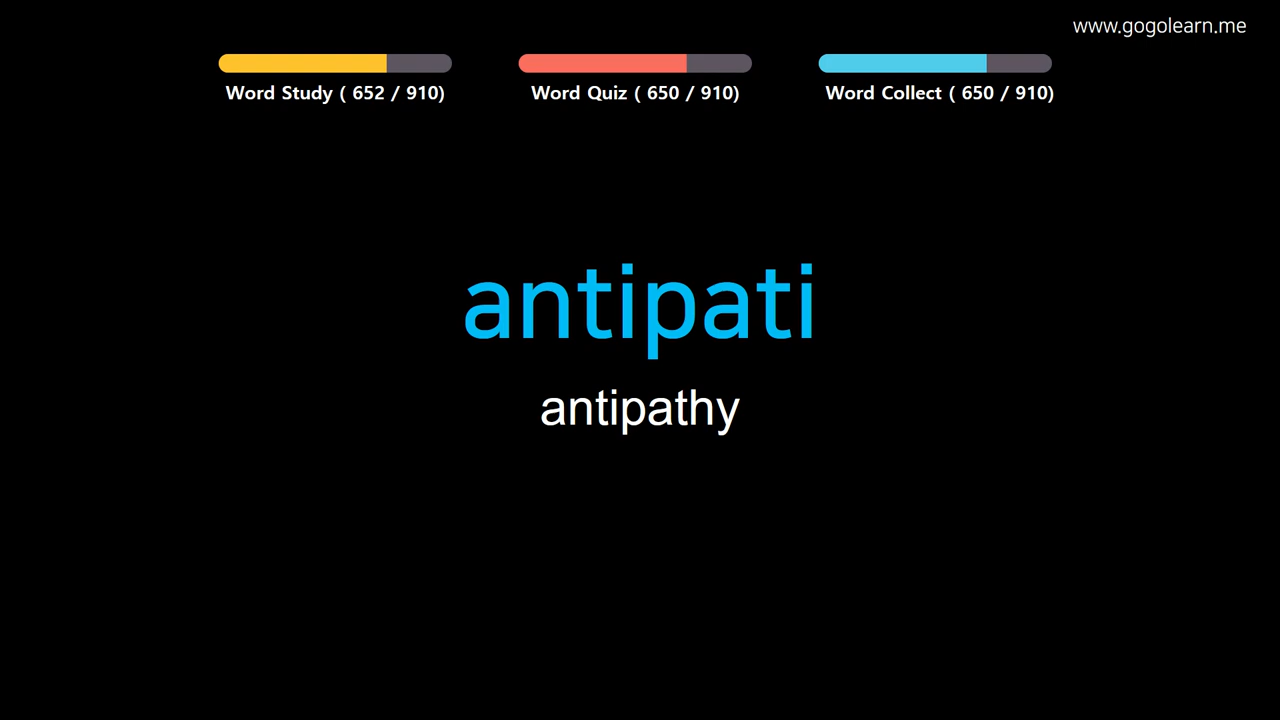 www.gogolearn.me
Word Study ( 652 / 910)
Word Quiz ( 650 / 910)
Word Collect ( 650 / 910)
antipati
antipathy